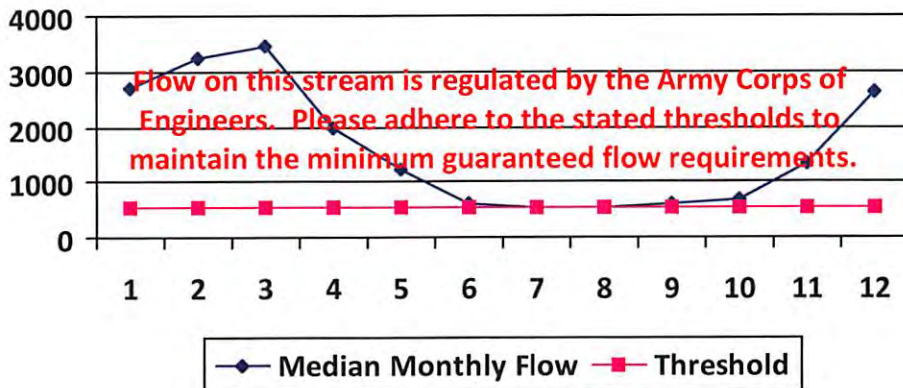 4000
3000
2000
1000
0
Flow on this stream is regulated by the Army Corps of
Engineers. Please adhere to the stated thresholds to
maintain the minimum guaranteed flow requirements.
1 2 3 4 5 6 7 8 9 10 11 12
Median Monthly Flow Threshold